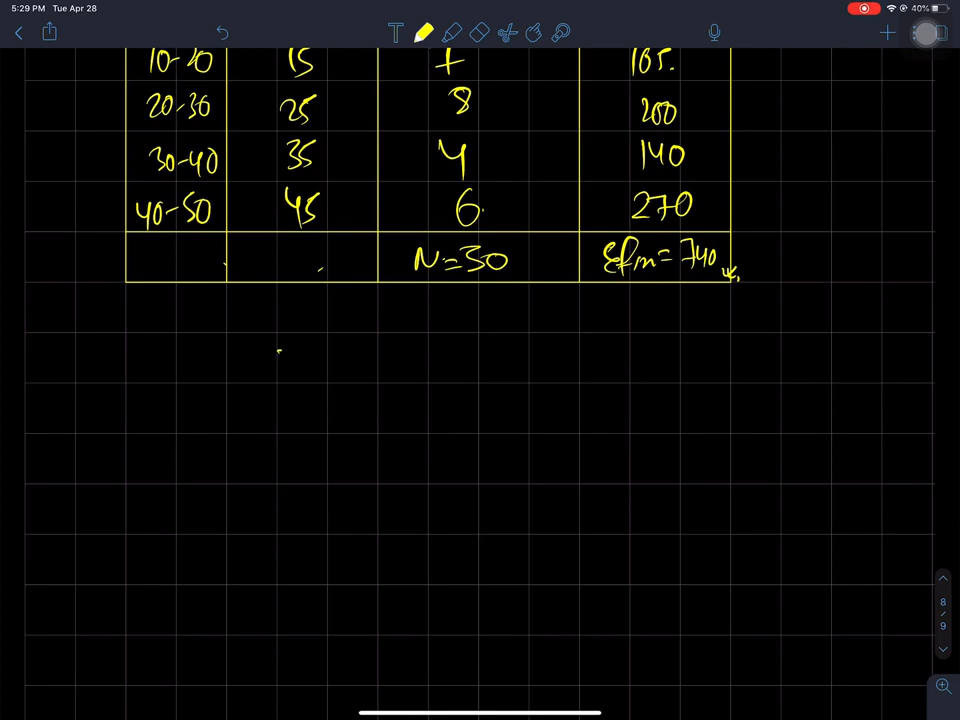 5:29 PM Tue Apr 28 40%
10-20 15 7 105.
20-30 25 8 200
30-40 35 4 140
40-50 45 6. 270
N=30 Σfm=740
8/9